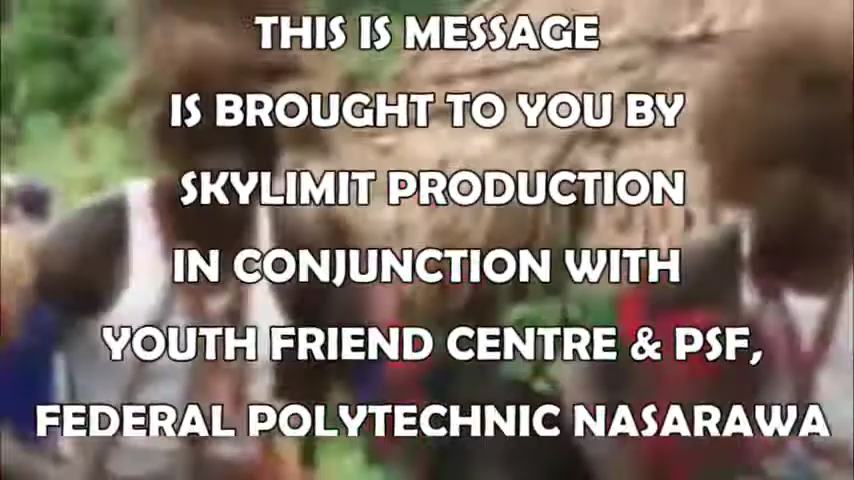 THIS IS MESSAGE
IS BROUGHT TO YOU BY
SKYLIMIT PRODUCTION
IN CONJUNCTION WITH
YOUTH FRIEND CENTRE & PSF,
FEDERAL POLYTECHNIC NASARAWA